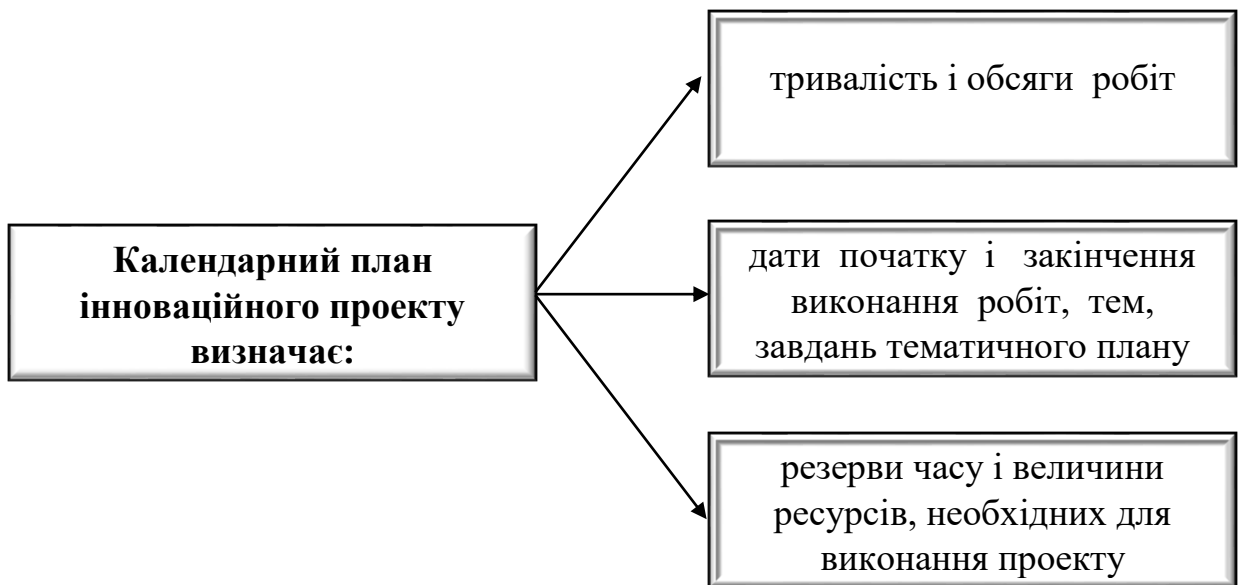 тривалість і обсяги робіт
Календарний план
інноваційного проекту
визначає:
дати початку і закінчення
виконання робіт, тем,
завдань тематичного плану
резерви часу і величини
ресурсів, необхідних для
виконання проекту